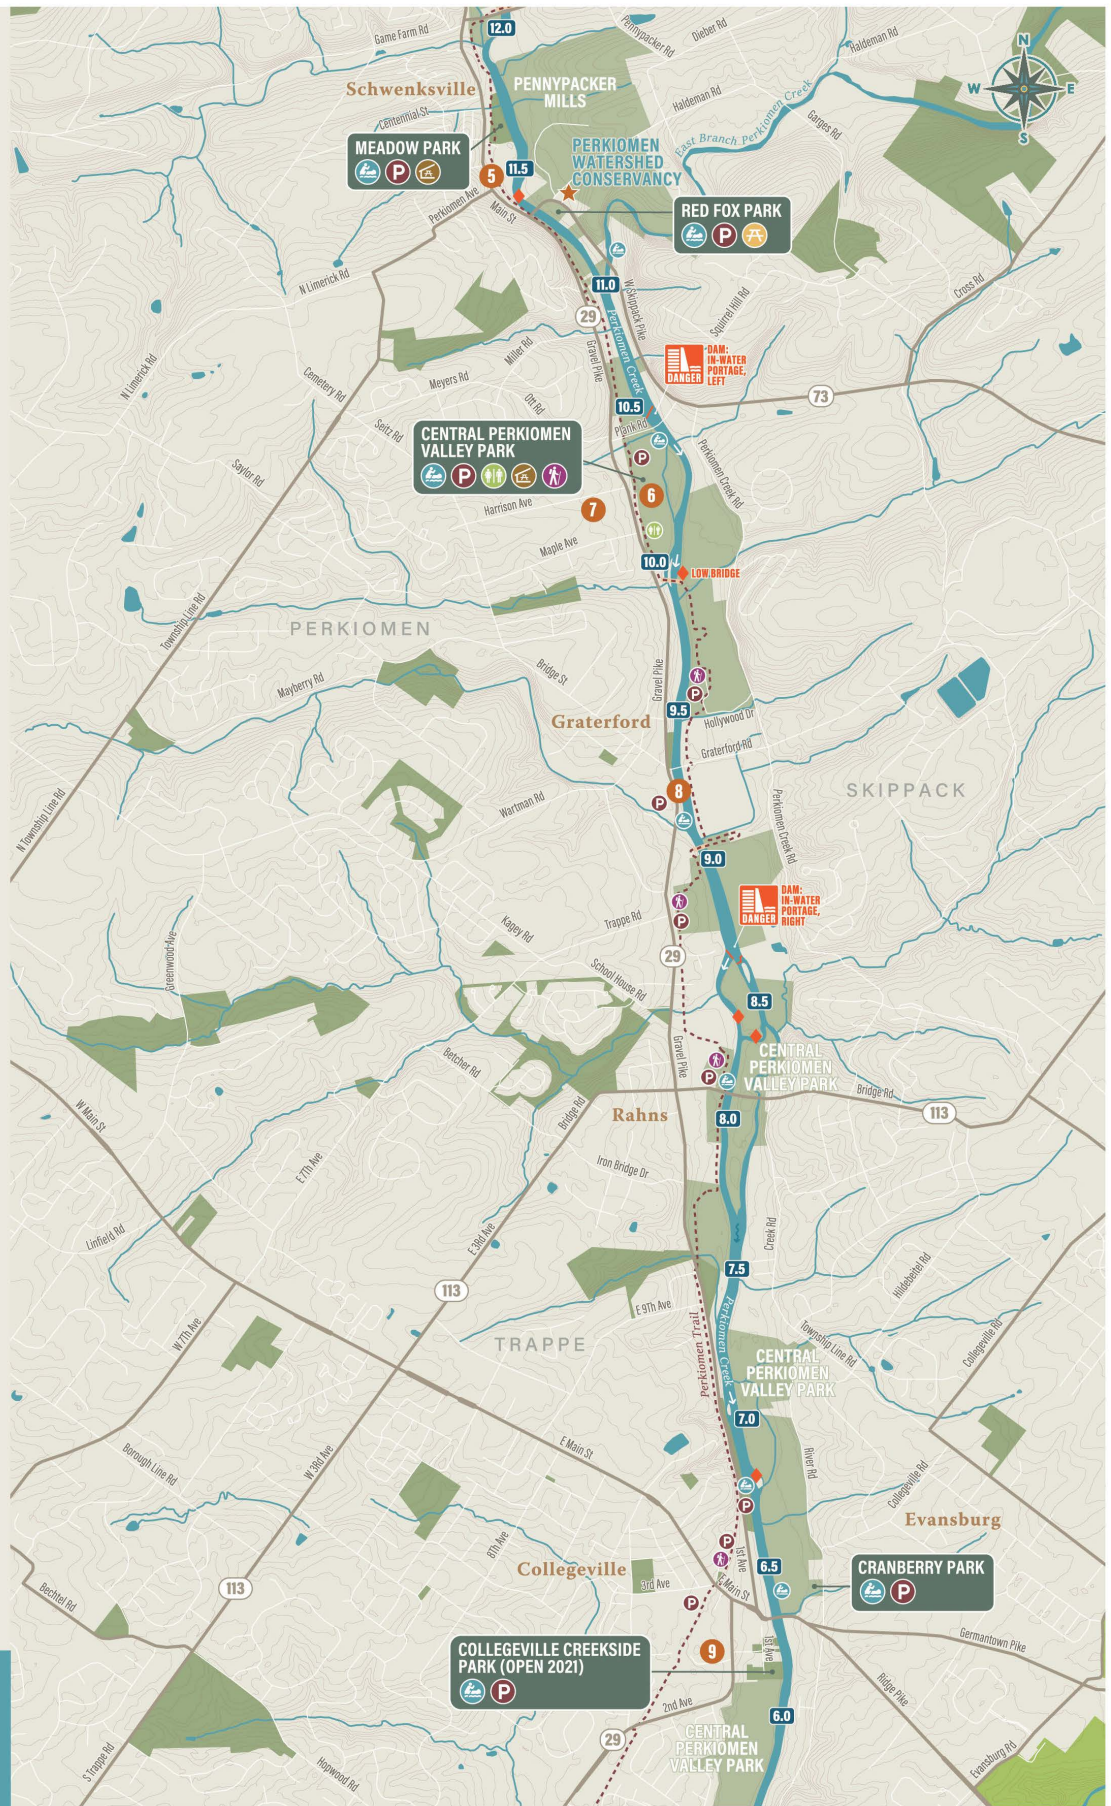 12.0
Game Farm Rd
Pennypacker Rd
Dieber Rd
Haldeman Rd
N
W
E
S
Schwenksville
PENNYPACKER
MILLS
Haldeman Rd
Centennial St
Garges Rd
East Branch Perkiomen Creek
MEADOW PARK
P
PERKIOMEN
WATERSHED
CONSERVANCY
5
11.5
Perkiomen Ave
Main St
RED FOX PARK
P
N Limerick Rd
11.0
W Skippack Pike
Squirrel Hill Rd
Cross Rd
29
Perkiomen Creek
Miller Rd
Gravel Pike
DANGER
DAM:
IN-WATER
PORTAGE,
LEFT
N Limerick Rd
Cemetery Rd
Meyers Rd
73
Ott Rd
10.5
Plank Rd
Seitz Rd
CENTRAL PERKIOMEN
VALLEY PARK
P
P
Perkiomen Creek Rd
Saylor Rd
Harrison Ave
7
6
Maple Ave
10.0
LOW BRIDGE
Township Line Rd
PERKIOMEN
Bridge St
Gravel Pike
Mayberry Rd
P
9.5
Hollywood Dr
Graterford
Graterford Rd
SKIPPACK
N Township Line Rd
Wartman Rd
8
P
Perkiomen Creek Rd
9.0
DANGER
DAM:
IN-WATER
PORTAGE,
RIGHT
Trappe Rd
P
Kagey Rd
Greenwood Ave
29
School House Rd
8.5
Gravel Pike
CENTRAL
PERKIOMEN
VALLEY PARK
Betcher Rd
P
Bridge Rd
113
W Main St
Bridge Rd
Rahns
8.0
E 7th Ave
Iron Bridge Dr
Linfield Rd
E 3Rd Ave
Creek Rd
Hildebeitel Rd
7.5
113
E 9Th Ave
W 7Th Ave
TRAPPE
Perkiomen Trail
Perkiomen Creek
Township Line Rd
Collegeville Rd
CENTRAL
PERKIOMEN
VALLEY PARK
7.0
E Main St
Borough Line Rd
W 3Rd Ave
River Rd
Collegeville Rd
P
Evansburg
8Th Ave
P
1st Ave
6.5
Collegeville
CRANBERRY PARK
P
113
3rd Ave
E Main St
Bechtel Rd
P
Germantown Pike
COLLEGEVILLE CREEKSIDE
PARK (OPEN 2021)
P
9
1st Ave
2nd Ave
Ridge Pike
6.0
29
CENTRAL
PERKIOMEN
VALLEY PARK
S Trappe Rd
Hopwood Rd
Evansburg Rd